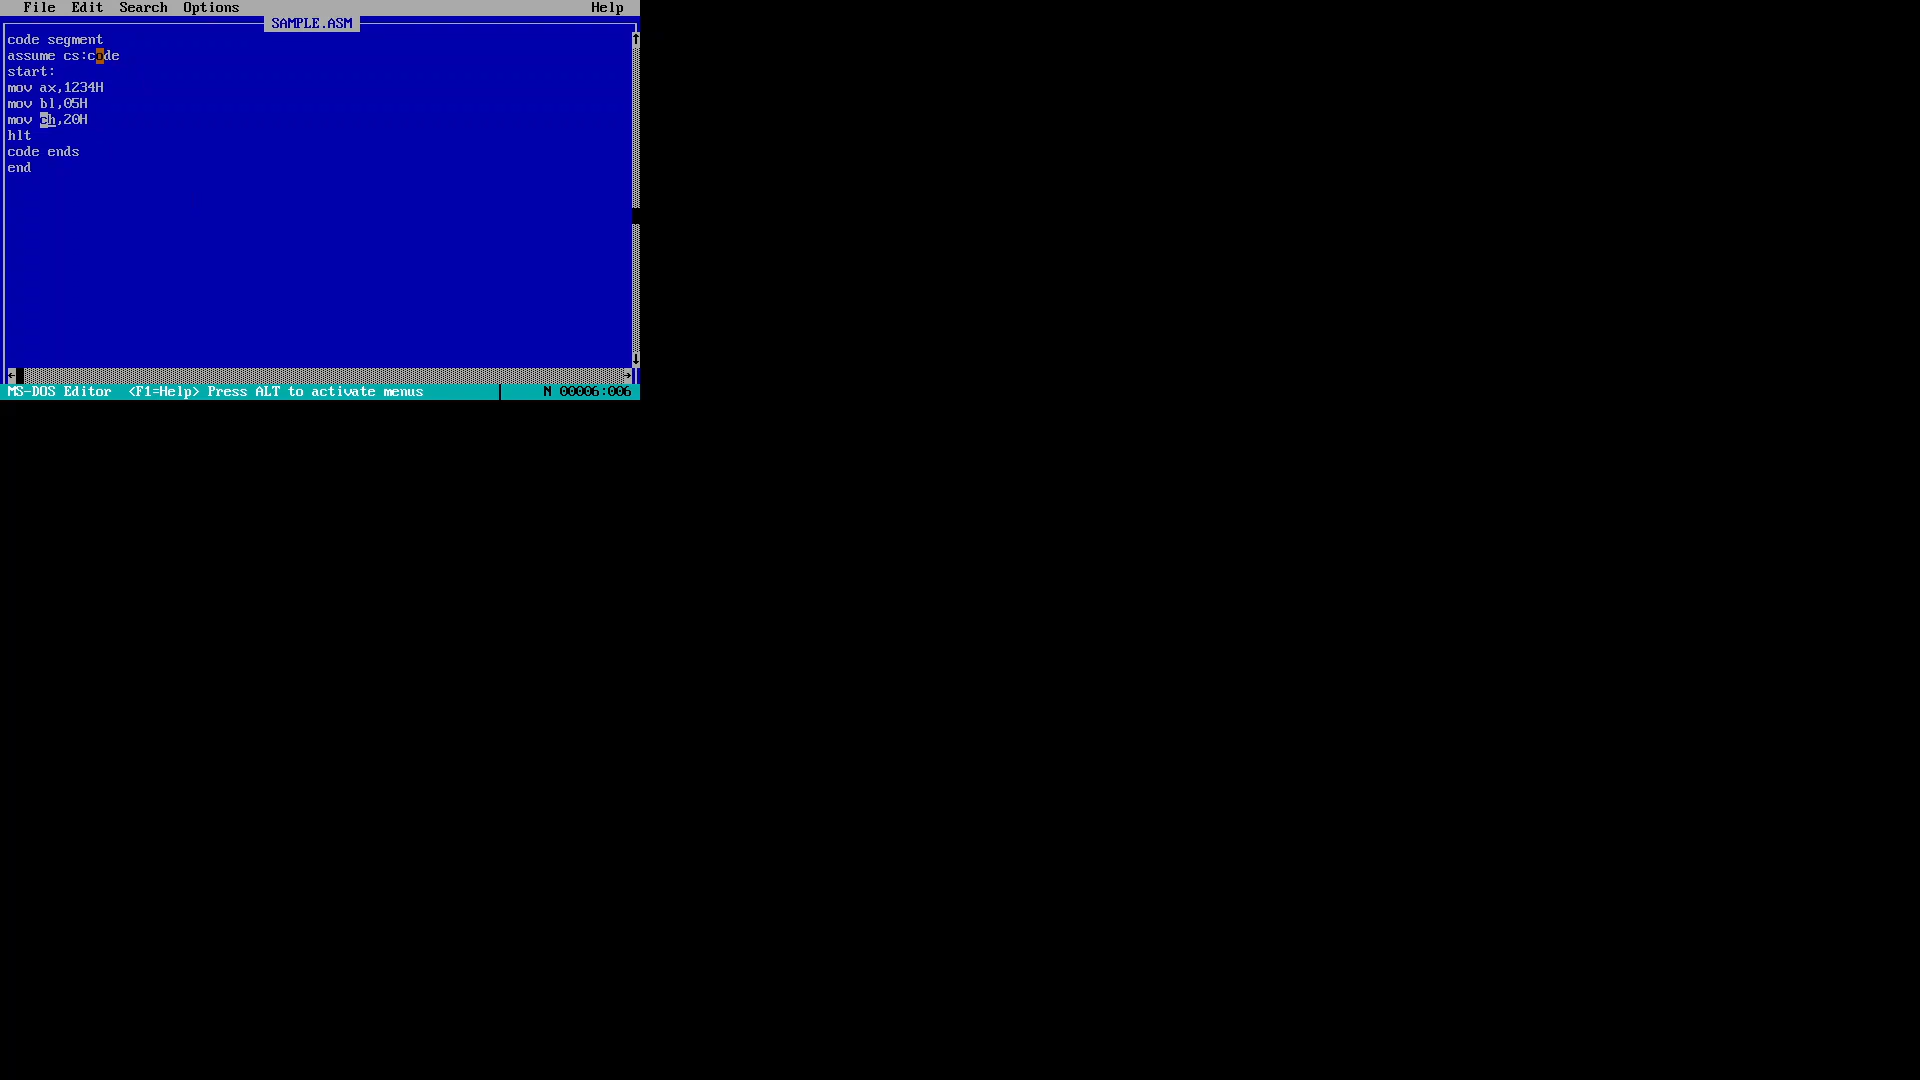 File Edit Search Options Help
SAMPLE.ASM
code segment
assume cs:code
start:
mov ax,1234H
mov bl,05H
mov ch,20H
hlt
code ends
end
MS-DOS Editor <F1=Help> Press ALT to activate menus N 00006:006